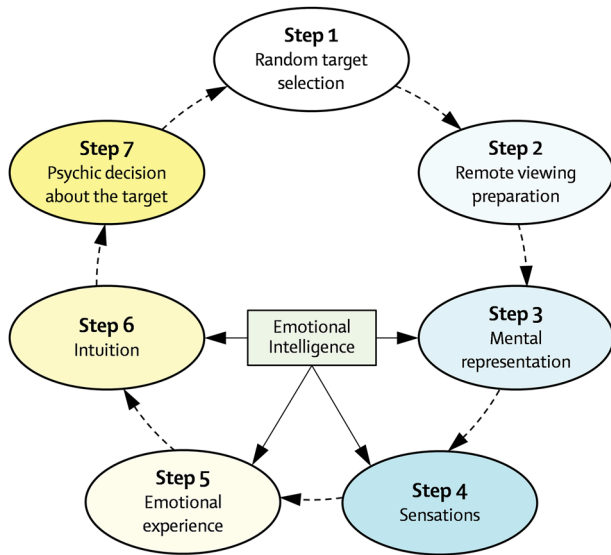 Step 1
Random target
selection
Step 2
Remote viewing
preparation
Step 3
Mental
representation
Step 4
Sensations
Step 5
Emotional
experience
Step 6
Intuition
Step 7
Psychic decision
about the target
Emotional
Intelligence